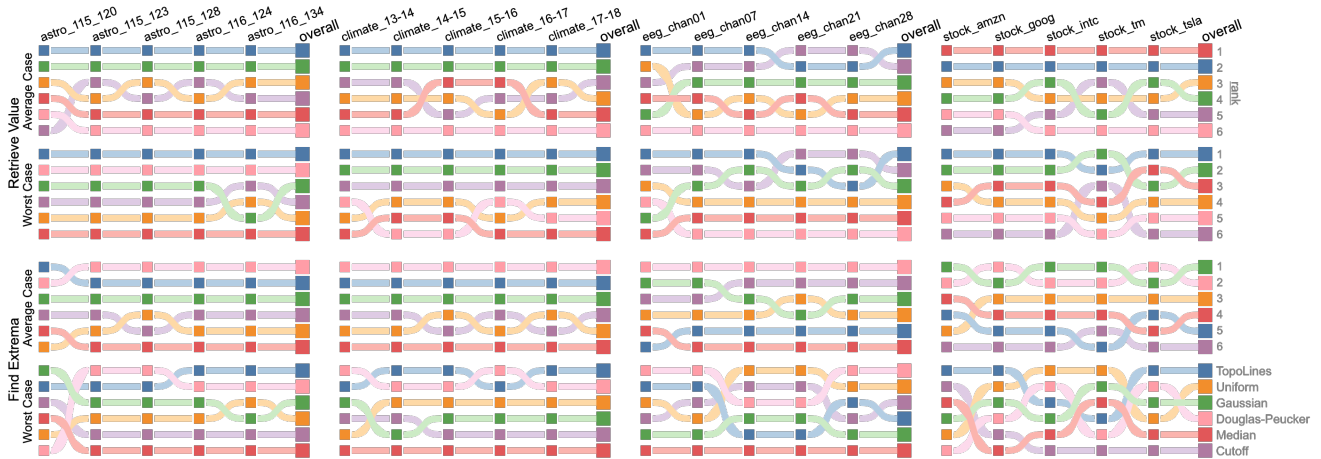 astro_115_120 astro_115_123 astro_115_128 astro_116_124 astro_116_134 overall
climate_13-14 climate_14-15 climate_15-16 climate_16-17 climate_17-18 overall
eeg_chan01 eeg_chan07 eeg_chan14 eeg_chan21 eeg_chan28 overall
stock_amzn stock_goog stock_intc stock_tm stock_tsla overall
Retrieve Value
Average Case
1
2
3
4
5
6
rank
Worst Case
1
2
3
4
5
6
Find Extrema
Average Case
1
2
3
4
5
6
Worst Case
TopoLines
Uniform
Gaussian
Douglas-Peucker
Median
Cutoff